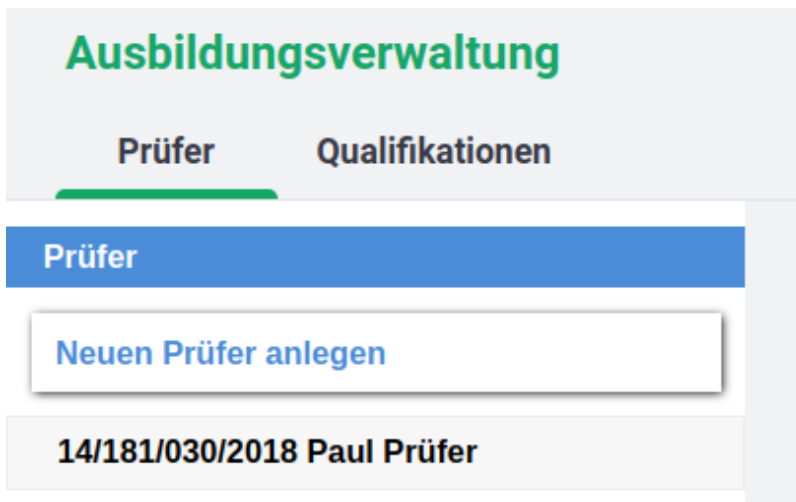 Ausbildungsverwaltung
Prüfer Qualifikationen
Prüfer
Neuen Prüfer anlegen
14/181/030/2018 Paul Prüfer